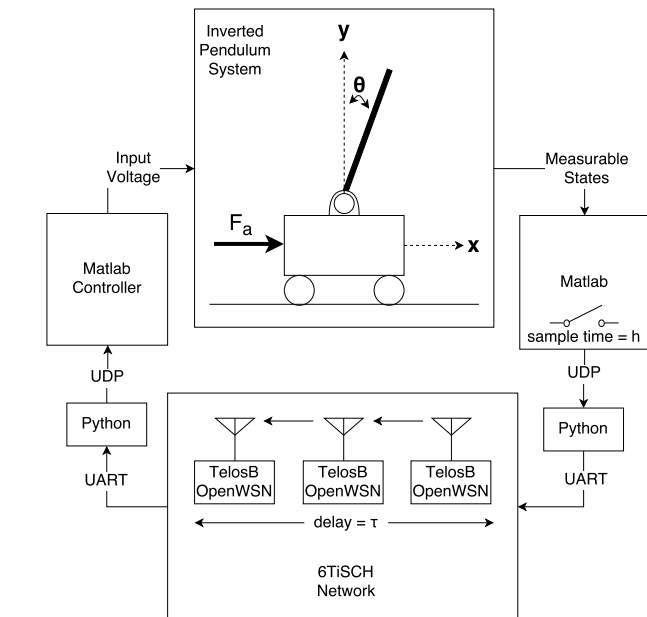 Inverted
Pendulum
System
y
θ
Input
Voltage
Measurable
States
Fa
x
Matlab
Controller
Matlab
sample time = h
UDP
UDP
Python
Python
UART
UART
TelosB
OpenWSN
TelosB
OpenWSN
TelosB
OpenWSN
delay = τ
6TiSCH
Network